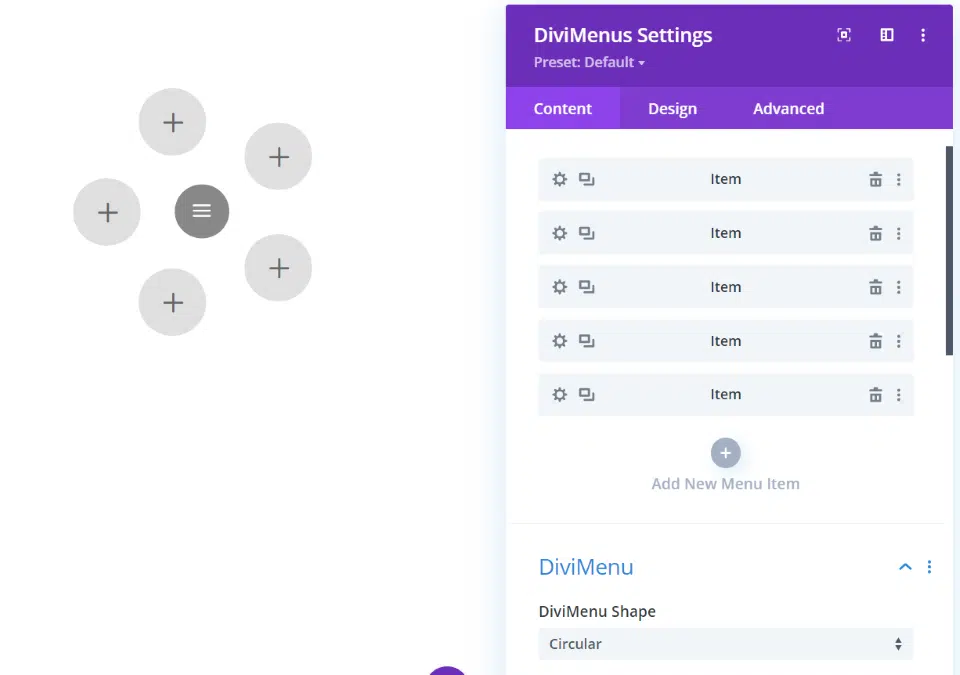 DiviMenus Settings
Preset: Default
Content Design Advanced
Item
Item
Item
Item
Item
Add New Menu Item
DiviMenu
DiviMenu Shape
Circular